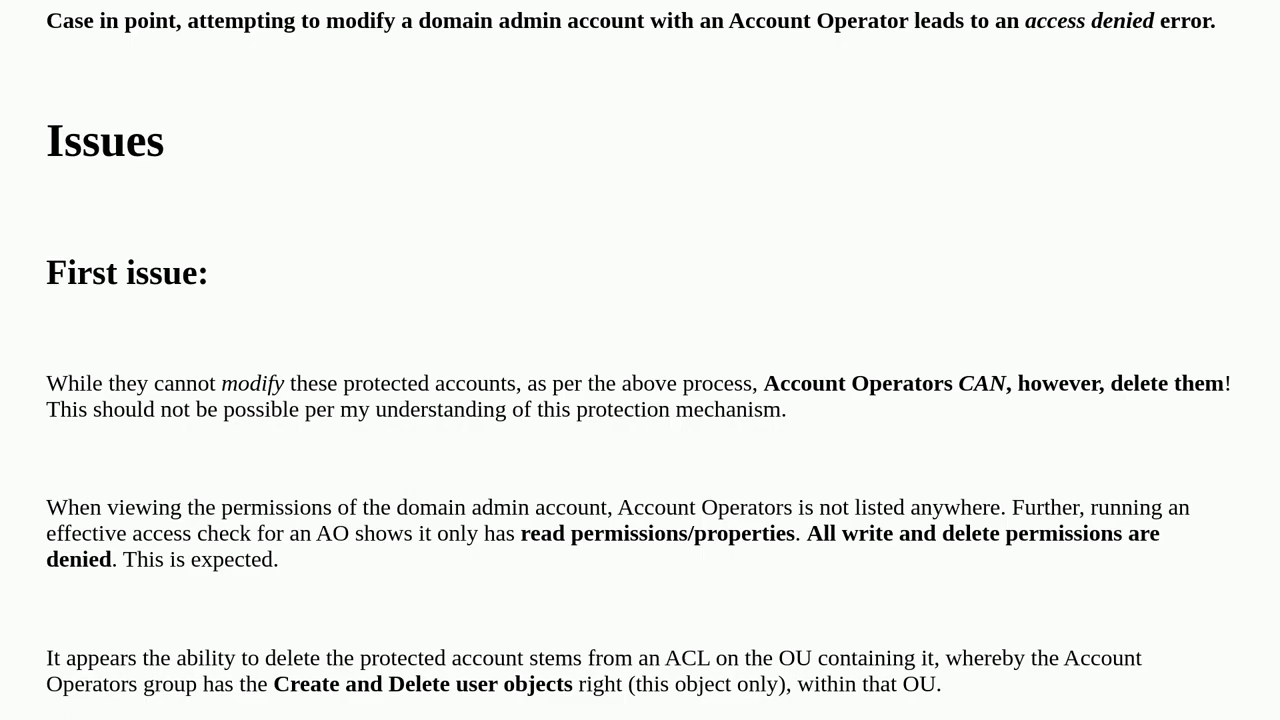 Case in point, attempting to modify a domain admin account with an Account Operator leads to an access denied error.
Issues
First issue:
While they cannot modify these protected accounts, as per the above process, Account Operators CAN, however, delete them!
This should not be possible per my understanding of this protection mechanism.
When viewing the permissions of the domain admin account, Account Operators is not listed anywhere. Further, running an
effective access check for an AO shows it only has read permissions/properties. All write and delete permissions are
denied. This is expected.
It appears the ability to delete the protected account stems from an ACL on the OU containing it, whereby the Account
Operators group has the Create and Delete user objects right (this object only), within that OU.